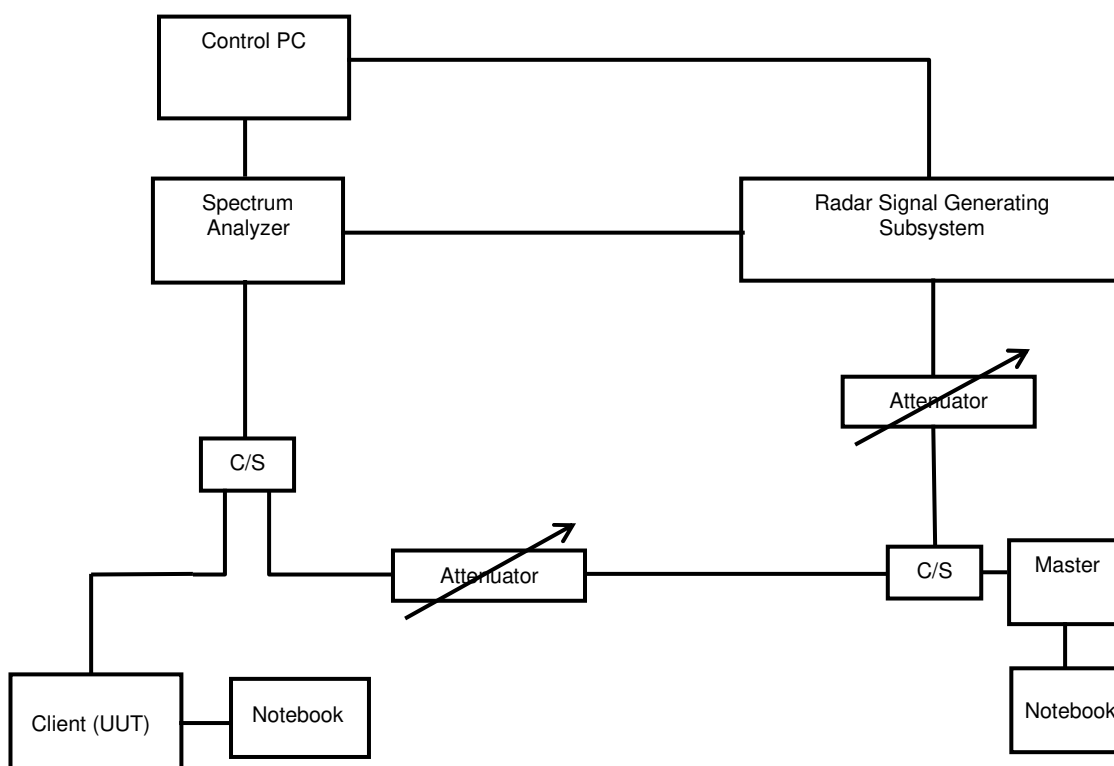 Control PC
Spectrum
Analyzer
Radar Signal Generating
Subsystem
Attenuator
C/S
Attenuator
C/S
Master
Client (UUT)
Notebook
Notebook